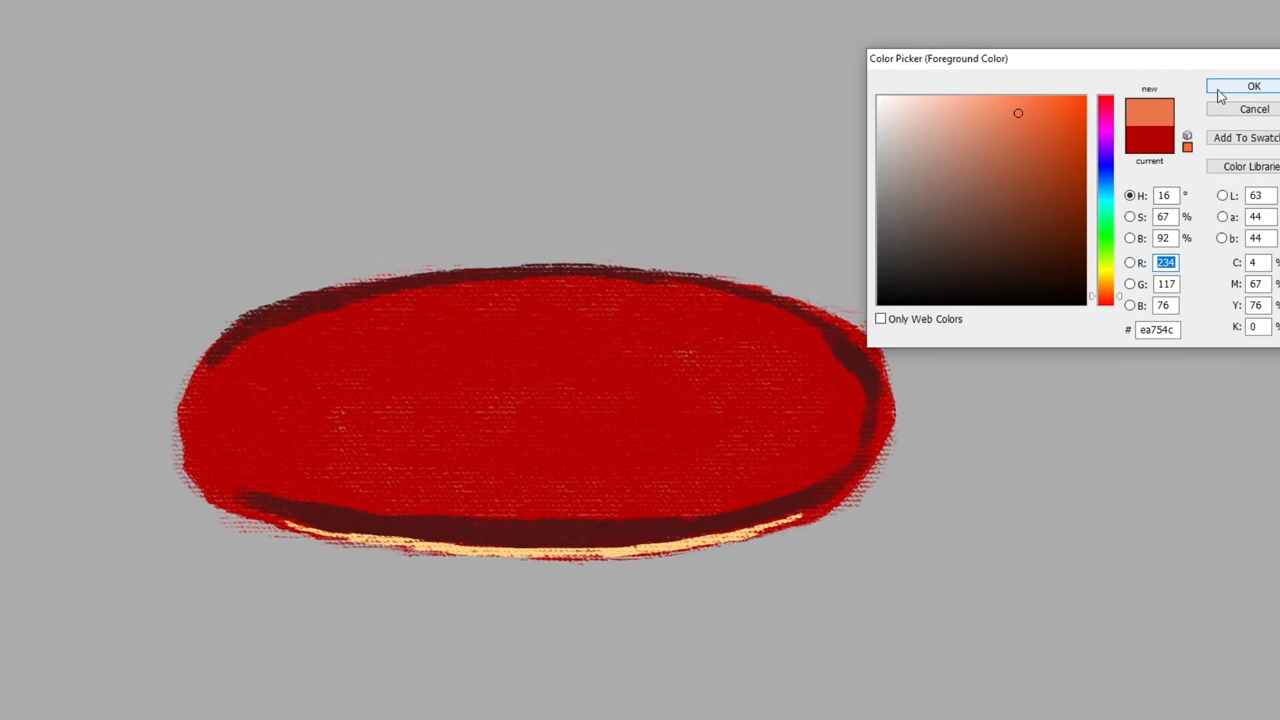 Color Picker (Foreground Color)
new
OK
Cancel
Add To Swatc
current
Color Librarie
H: 16 °
L: 63
S: 67 %
a: 44
B: 92 %
b: 44
R: 234
C: 4 %
G: 117
M: 67 %
B: 76
Y: 76 %
Only Web Colors
# ea754c
K: 0 %